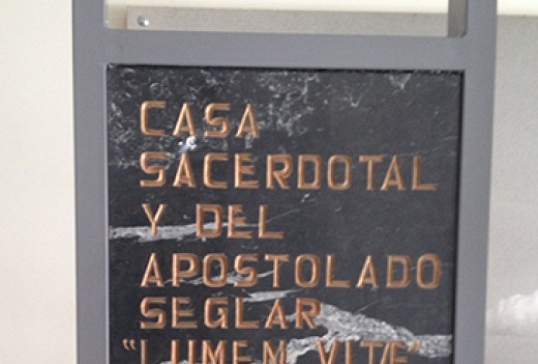 CASA
SACERDOTAL
Y DEL
APOSTOLADO
SEGLAR
"LUMEN VITÆ"